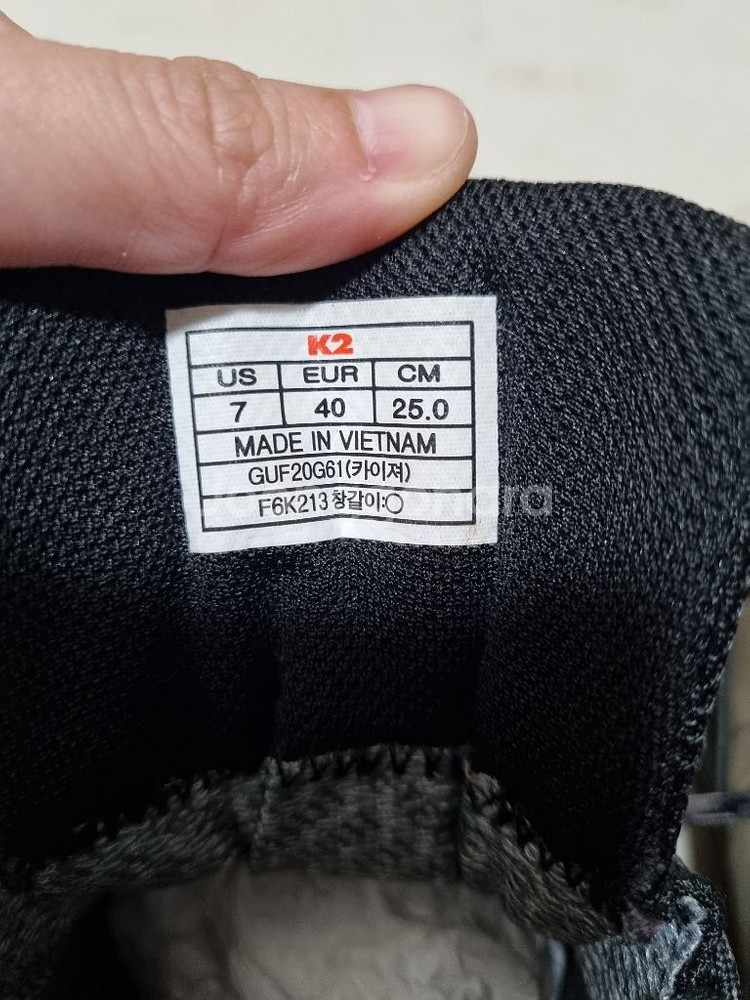 K2
US EUR CM
7 40 25.0
MADE IN VIETNAM
GUF20G61(카이져)
F6K213 창갈이:○